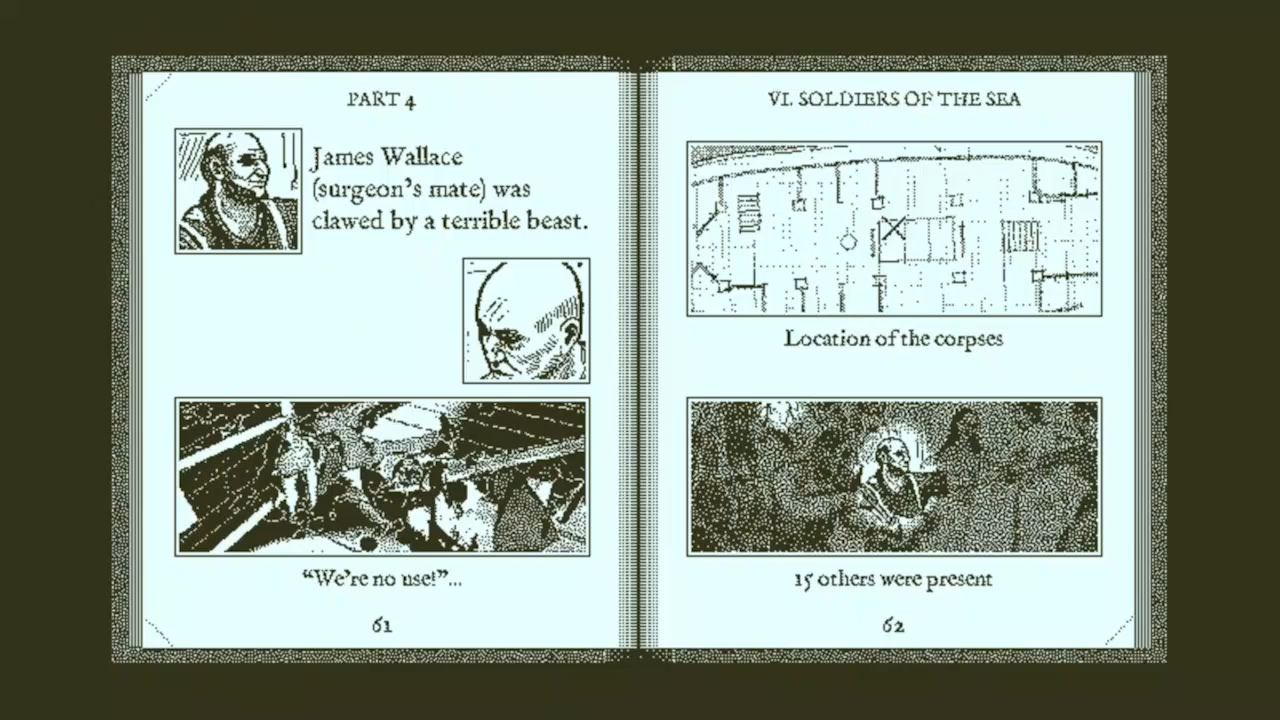 PART 4
James Wallace
(surgeon's mate) was
clawed by a terrible beast.
"We're no use!"...
61
VI. SOLDIERS OF THE SEA
Location of the corpses
15 others were present
62